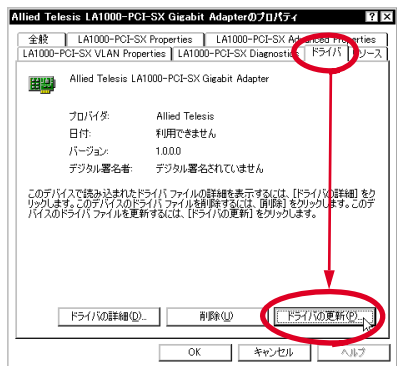 Allied Telesis LA1000-PCI-SX Gigabit Adapterのプロパティ
全般 LA1000-PCI-SX Properties LA1000-PCI-SX Advanced Properties
LA1000-PCI-SX VLAN Properties LA1000-PCI-SX Diagnostics ドライバ リソース
Allied Telesis LA1000-PCI-SX Gigabit Adapter
プロバイダ: Allied Telesis
日付: 利用できません
バージョン: 1.0.0.0
デジタル署名者: デジタル署名されていません
このデバイスで読み込まれたドライバ ファイルの詳細を表示するには、[ドライバの詳細] をク
リックします。このデバイスのドライバ ファイルを削除するには、[削除] をクリックします。このデ
バイスのドライバ ファイルを更新するには、[ドライバの更新] をクリックします。
ドライバの詳細(D)... 削除(U) ドライバの更新(P)...
OK キャンセル ヘルプ